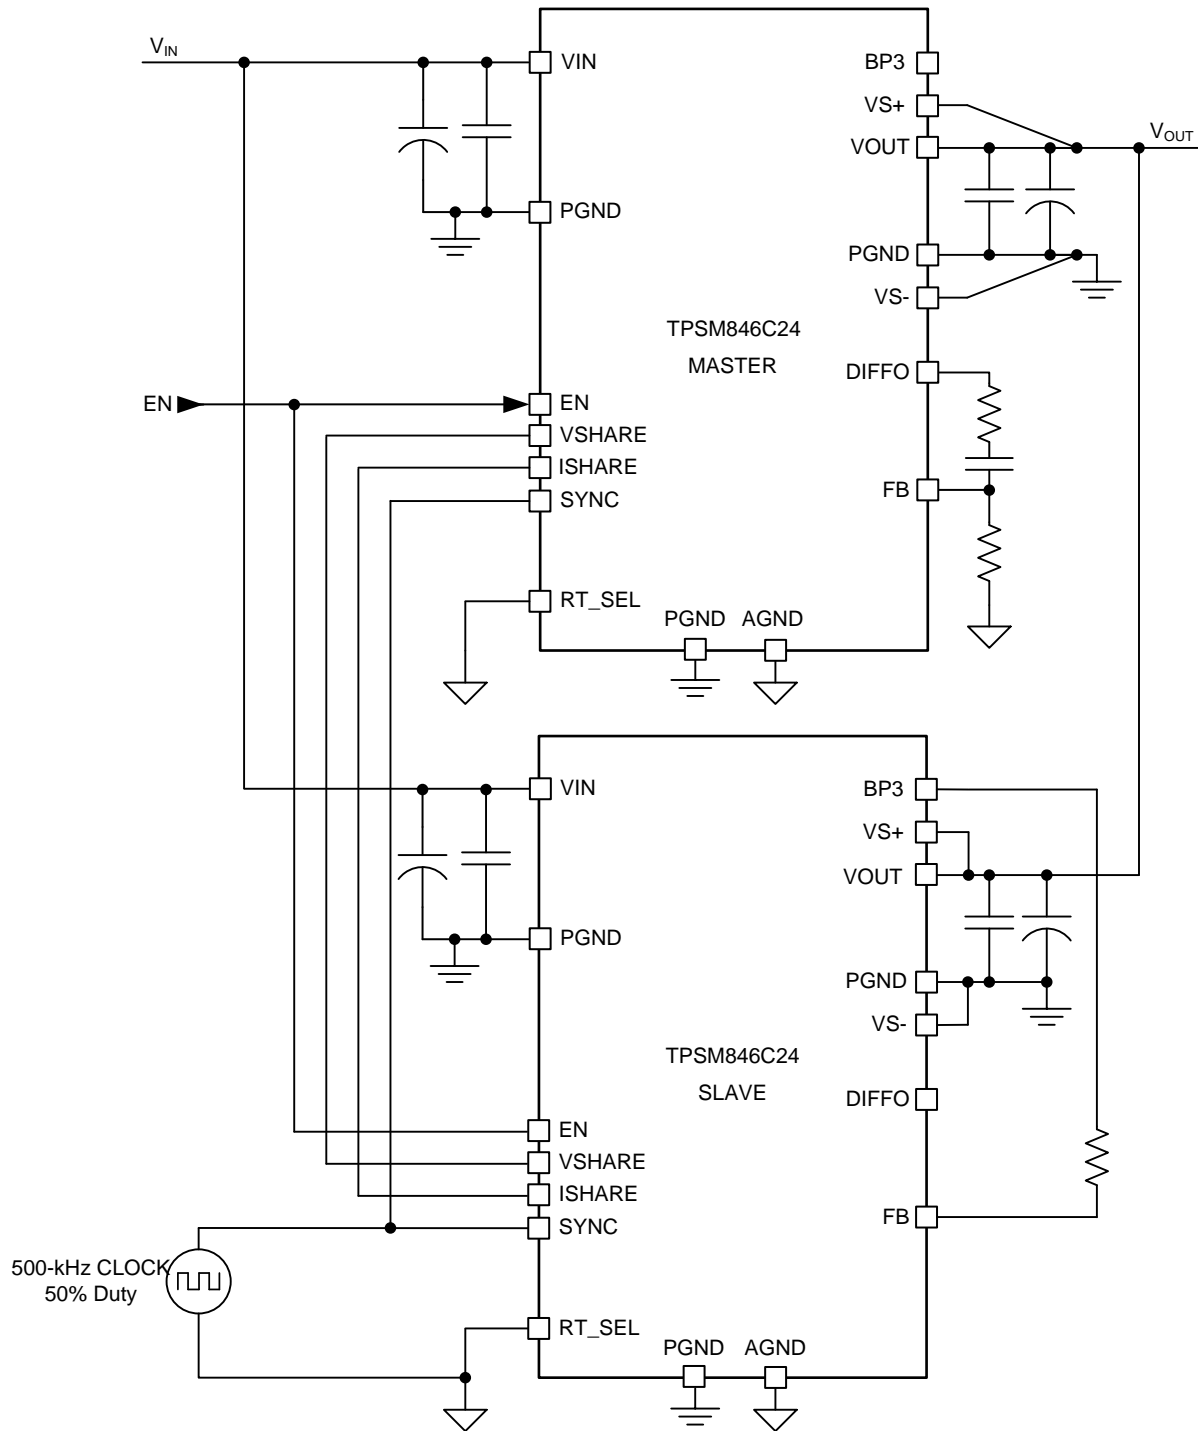 VIN
VIN
BP3
VS+
VOUT
VOUT
PGND
PGND
VS-
TPSM846C24
MASTER
DIFFO
EN
EN
VSHARE
ISHARE
FB
SYNC
RT_SEL
PGND
AGND
VIN
BP3
VS+
VOUT
PGND
PGND
VS-
TPSM846C24
SLAVE
DIFFO
EN
VSHARE
ISHARE
FB
SYNC
500-kHz CLOCK
50% Duty
RT_SEL
PGND
AGND